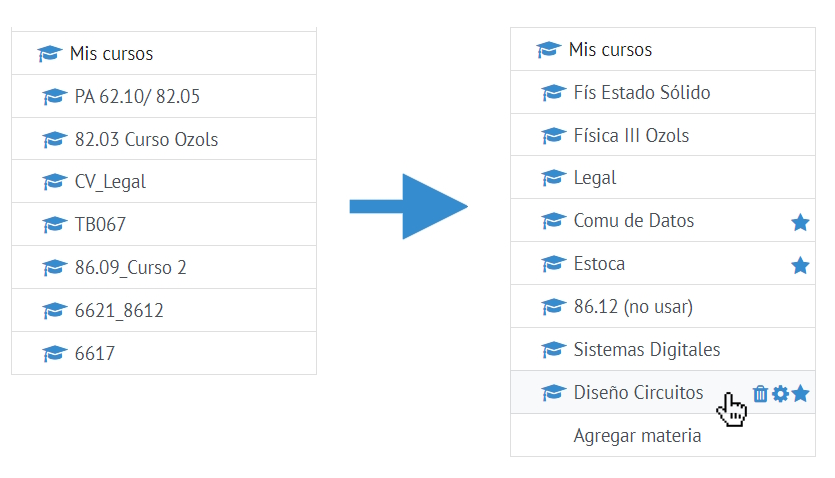 Mis cursos
PA 62.10/ 82.05
82.03 Curso Ozols
CV_Legal
TB067
86.09_Curso 2
6621_8612
6617
Mis cursos
Fís Estado Sólido
Física III Ozols
Legal
Comu de Datos
Estoca
86.12 (no usar)
Sistemas Digitales
Diseño Circuitos
Agregar materia